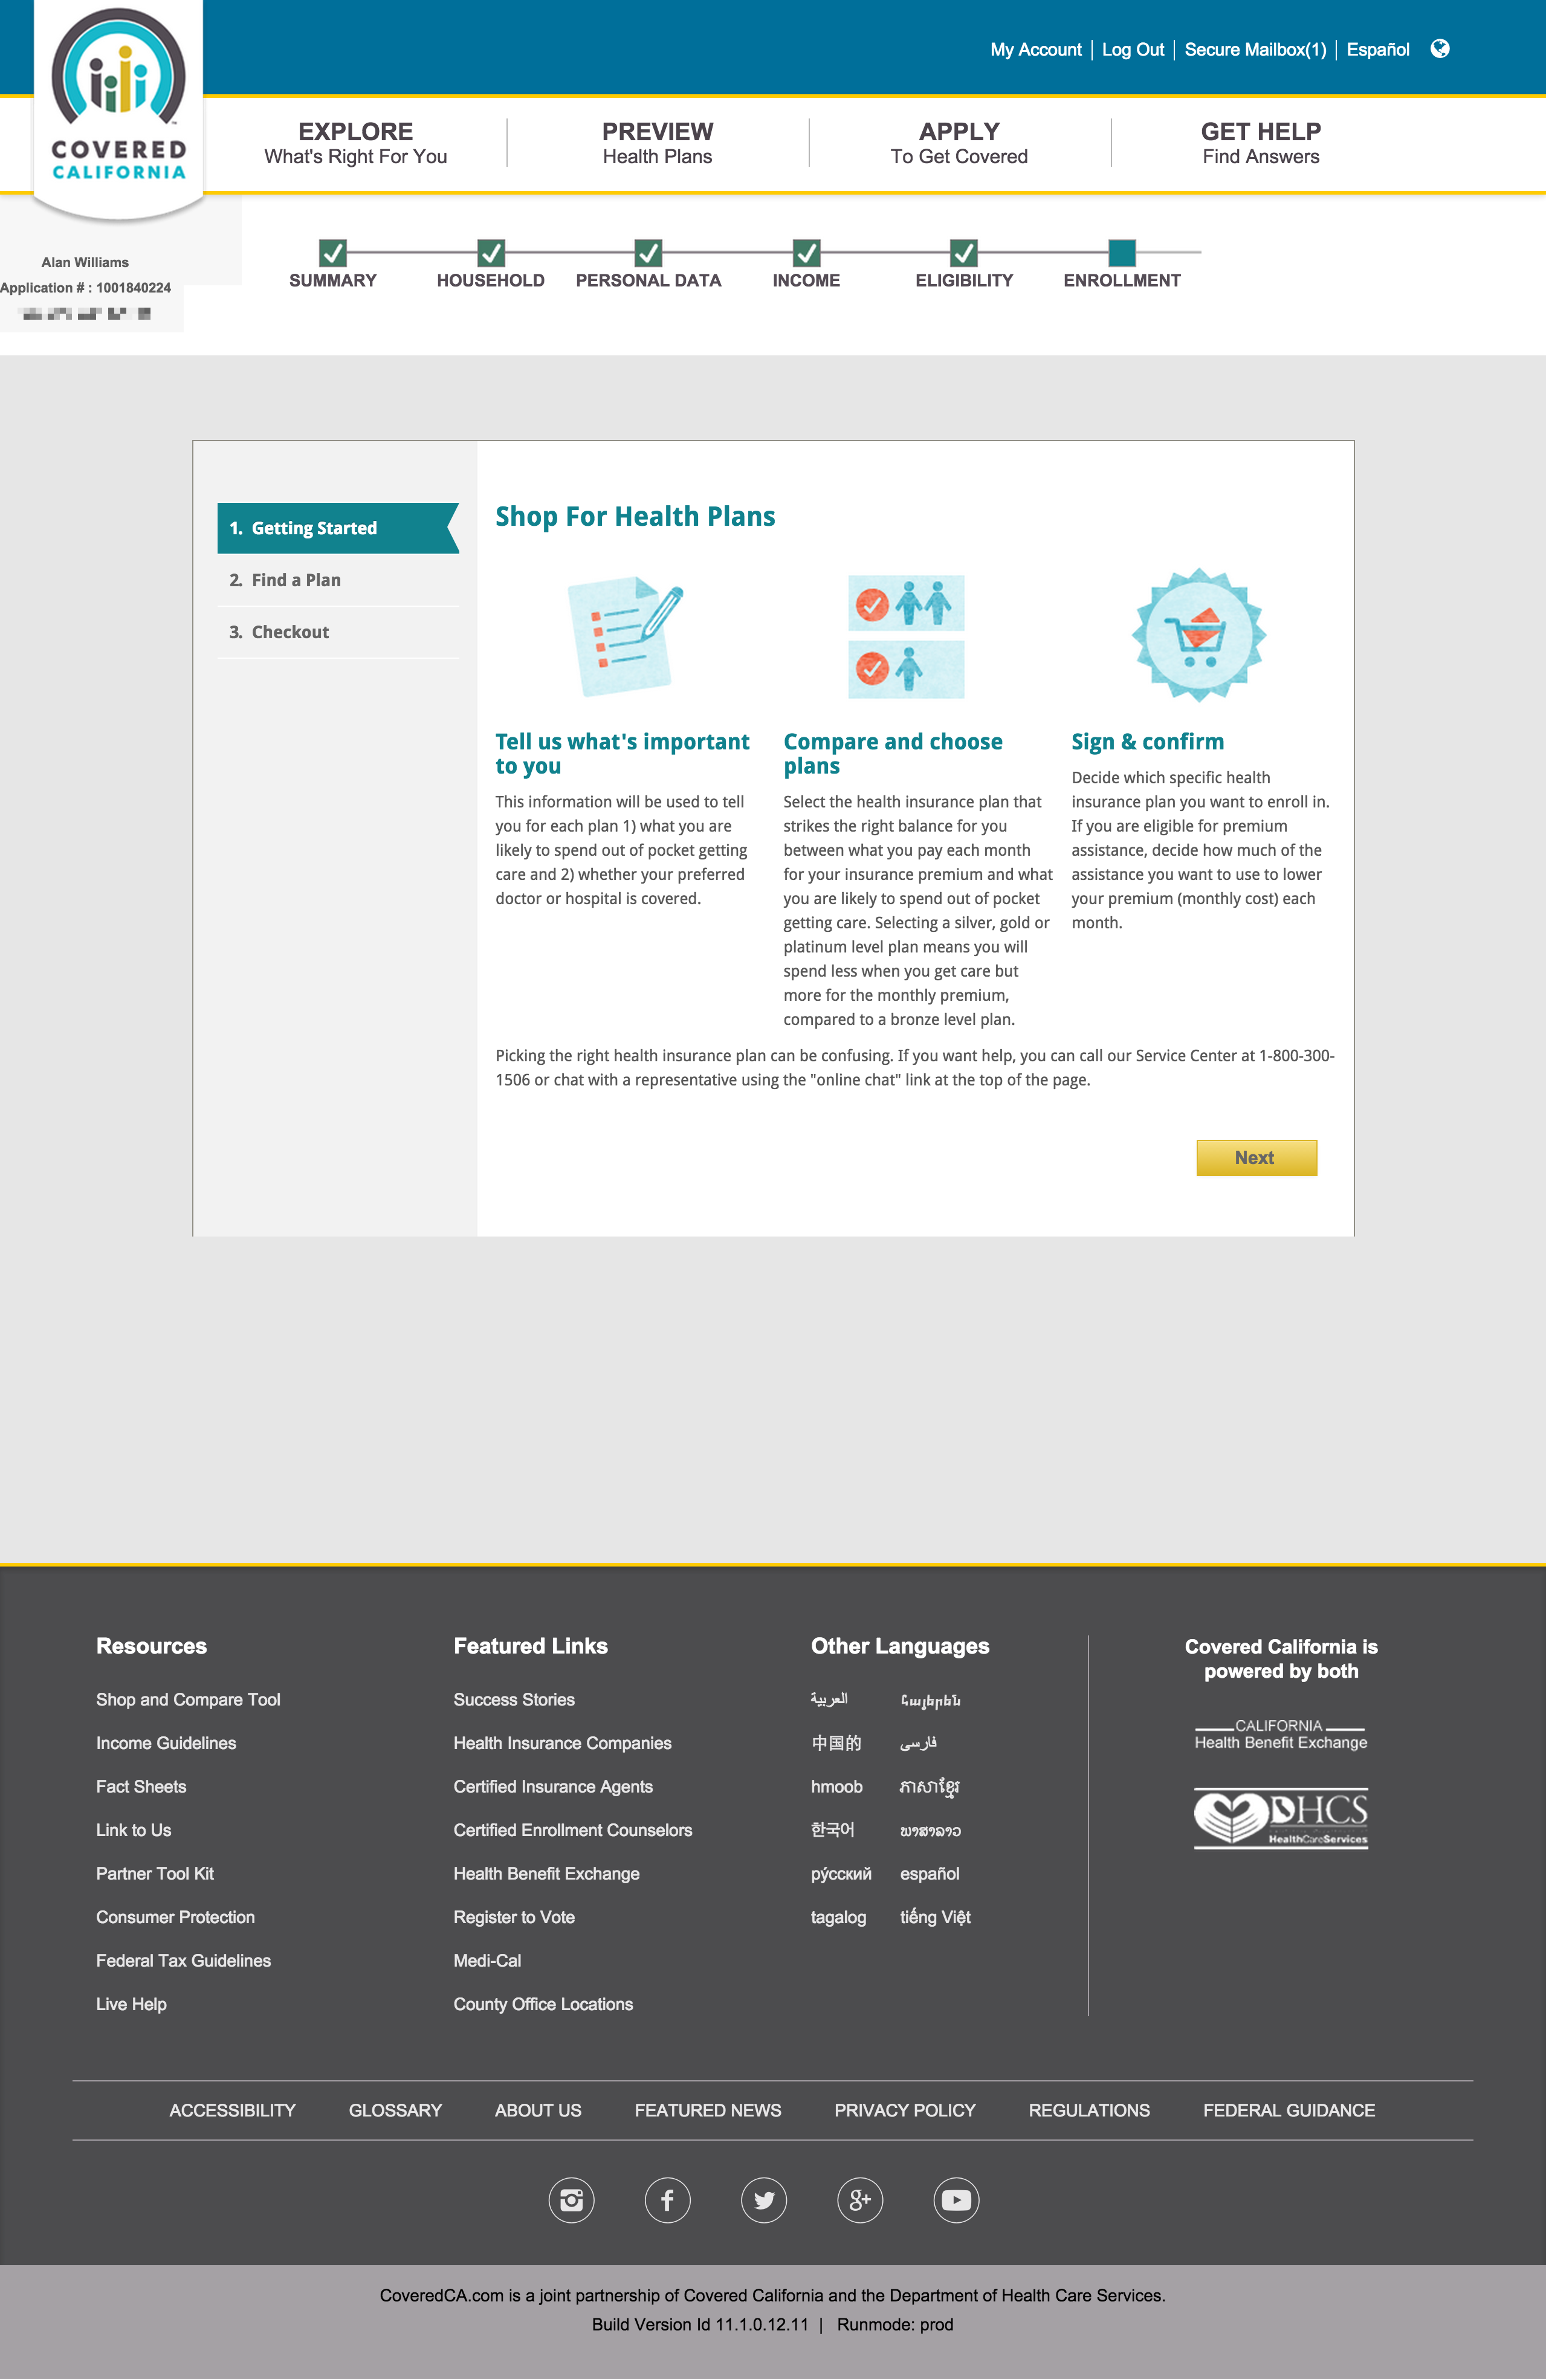 My Account | Log Out | Secure Mailbox(1) | Español
COVERED
CALIFORNIA
EXPLORE
What's Right For You
PREVIEW
Health Plans
APPLY
To Get Covered
GET HELP
Find Answers
Alan Williams
Application # : 1001840224
SUMMARY
HOUSEHOLD
PERSONAL DATA
INCOME
ELIGIBILITY
ENROLLMENT
1. Getting Started
2. Find a Plan
3. Checkout
Shop For Health Plans
Tell us what's important
to you
This information will be used to tell
you for each plan 1) what you are
likely to spend out of pocket getting
care and 2) whether your preferred
doctor or hospital is covered.
Compare and choose
plans
Select the health insurance plan that
strikes the right balance for you
between what you pay each month
for your insurance premium and what
you are likely to spend out of pocket
getting care. Selecting a silver, gold or
platinum level plan means you will
spend less when you get care but
more for the monthly premium,
compared to a bronze level plan.
Sign & confirm
Decide which specific health
insurance plan you want to enroll in.
If you are eligible for premium
assistance, decide how much of the
assistance you want to use to lower
your premium (monthly cost) each
month.
Picking the right health insurance plan can be confusing. If you want help, you can call our Service Center at 1-800-300-
1506 or chat with a representative using the "online chat" link at the top of the page.
Next
Resources
Shop and Compare Tool
Income Guidelines
Fact Sheets
Link to Us
Partner Tool Kit
Consumer Protection
Federal Tax Guidelines
Live Help
Featured Links
Success Stories
Health Insurance Companies
Certified Insurance Agents
Certified Enrollment Counselors
Health Benefit Exchange
Register to Vote
Medi-Cal
County Office Locations
Other Languages
العربية Հայերեն
中国的 فارسی
hmoob ភាសាខ្មែរ
한국어 ພາສາລາວ
ру́сский español
tagalog tiếng Việt
Covered California is
powered by both
CALIFORNIA
Health Benefit Exchange
DHCS
HealthCareServices
ACCESSIBILITY GLOSSARY ABOUT US FEATURED NEWS PRIVACY POLICY REGULATIONS FEDERAL GUIDANCE
CoveredCA.com is a joint partnership of Covered California and the Department of Health Care Services.
Build Version Id 11.1.0.12.11 | Runmode: prod